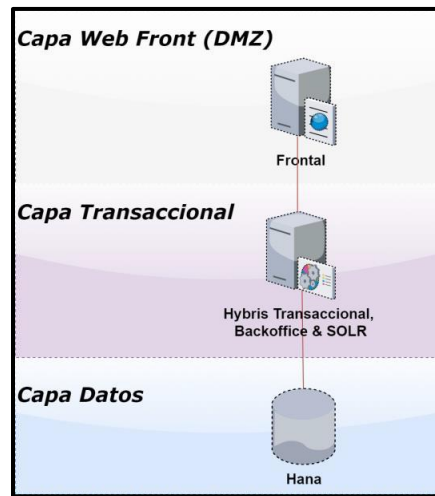 Capa Web Front (DMZ)
Frontal
Capa Transaccional
Hybris Transaccional,
Backoffice & SOLR
Capa Datos
Hana